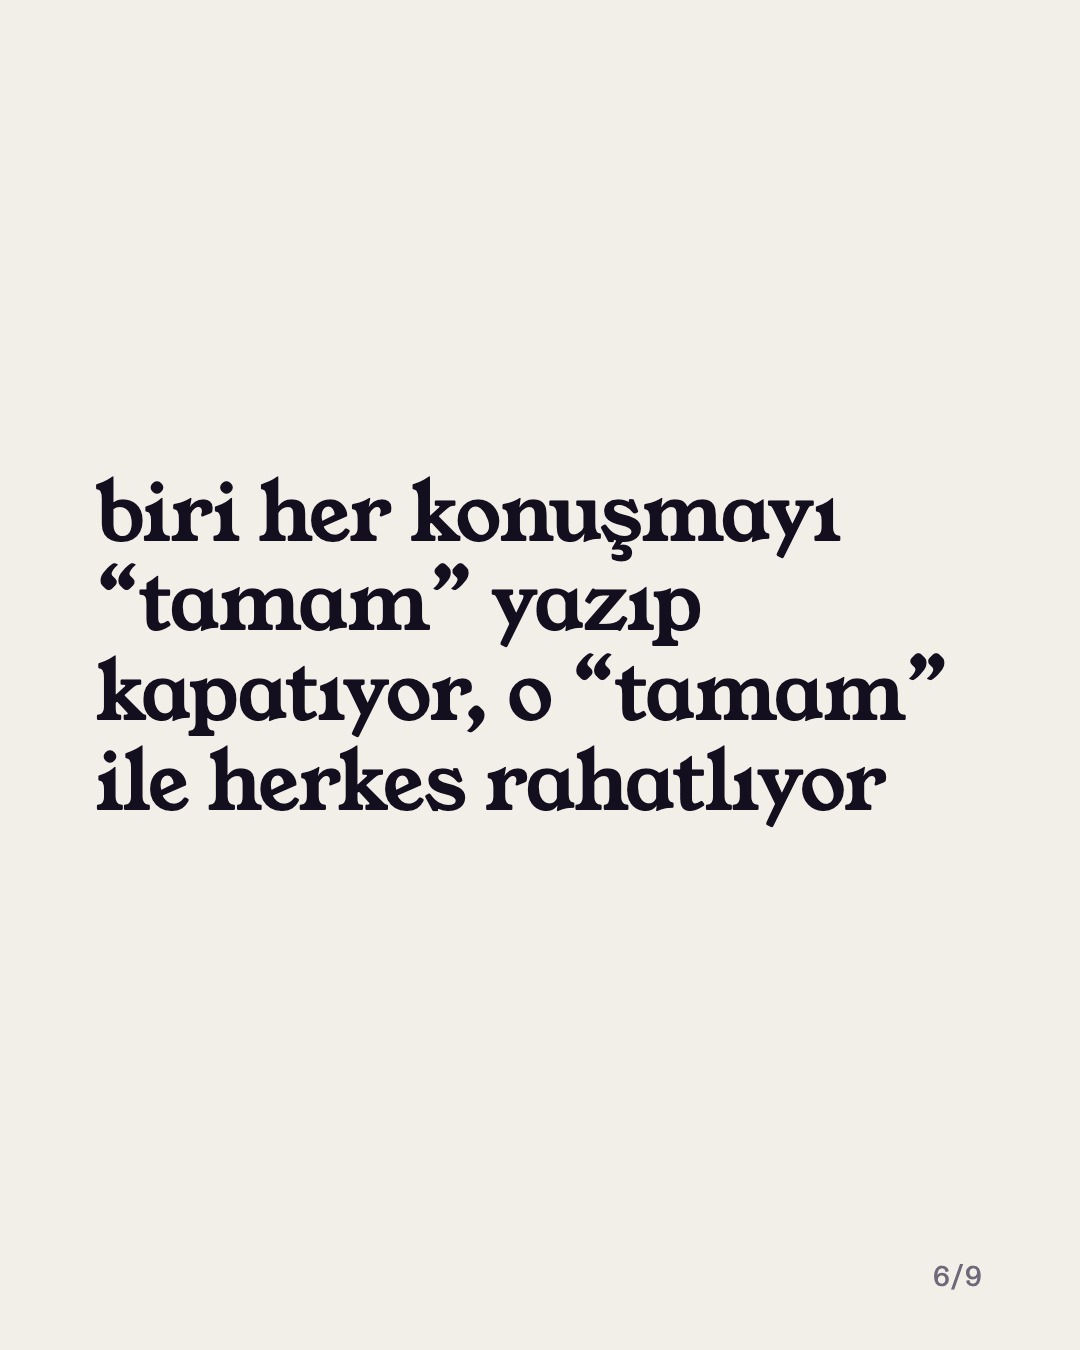 biri her konuşmayı
“tamam” yazıp
kapatıyor, o “tamam”
ile herkes rahatlıyor
6/9